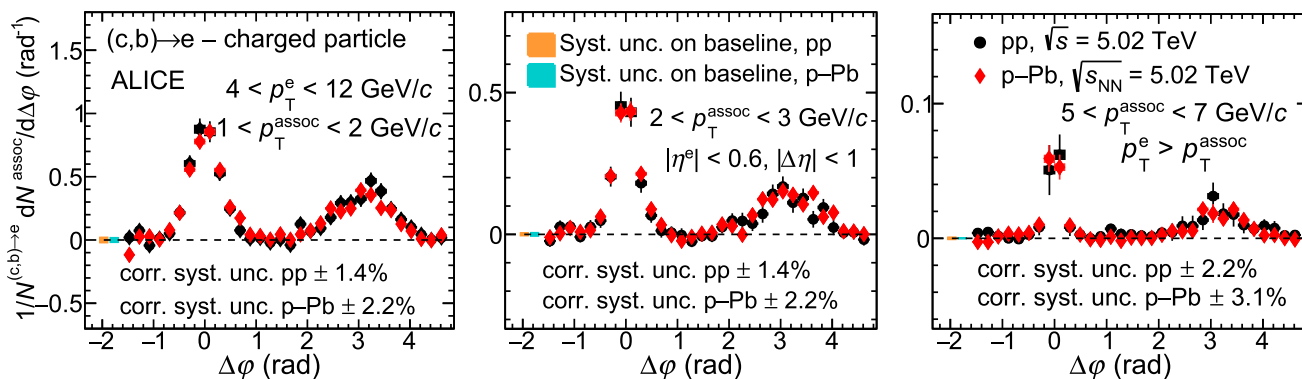 1/N^(c,b)→e dN^assoc/dΔφ (rad⁻¹)
1.5
1
0.5
0
−0.5
(c,b)→e – charged particle
ALICE
4 < p_T^e < 12 GeV/c
1 < p_T^assoc < 2 GeV/c
corr. syst. unc. pp ± 1.4%
corr. syst. unc. p–Pb ± 2.2%
−2 −1 0 1 2 3 4
Δφ (rad)
0.5
0
Syst. unc. on baseline, pp
Syst. unc. on baseline, p–Pb
2 < p_T^assoc < 3 GeV/c
|η^e| < 0.6, |Δη| < 1
corr. syst. unc. pp ± 1.4%
corr. syst. unc. p–Pb ± 2.2%
−2 −1 0 1 2 3 4
Δφ (rad)
0.1
0
pp, √s = 5.02 TeV
p–Pb, √s_NN = 5.02 TeV
5 < p_T^assoc < 7 GeV/c
p_T^e > p_T^assoc
corr. syst. unc. pp ± 2.2%
corr. syst. unc. p–Pb ± 3.1%
−2 −1 0 1 2 3 4
Δφ (rad)